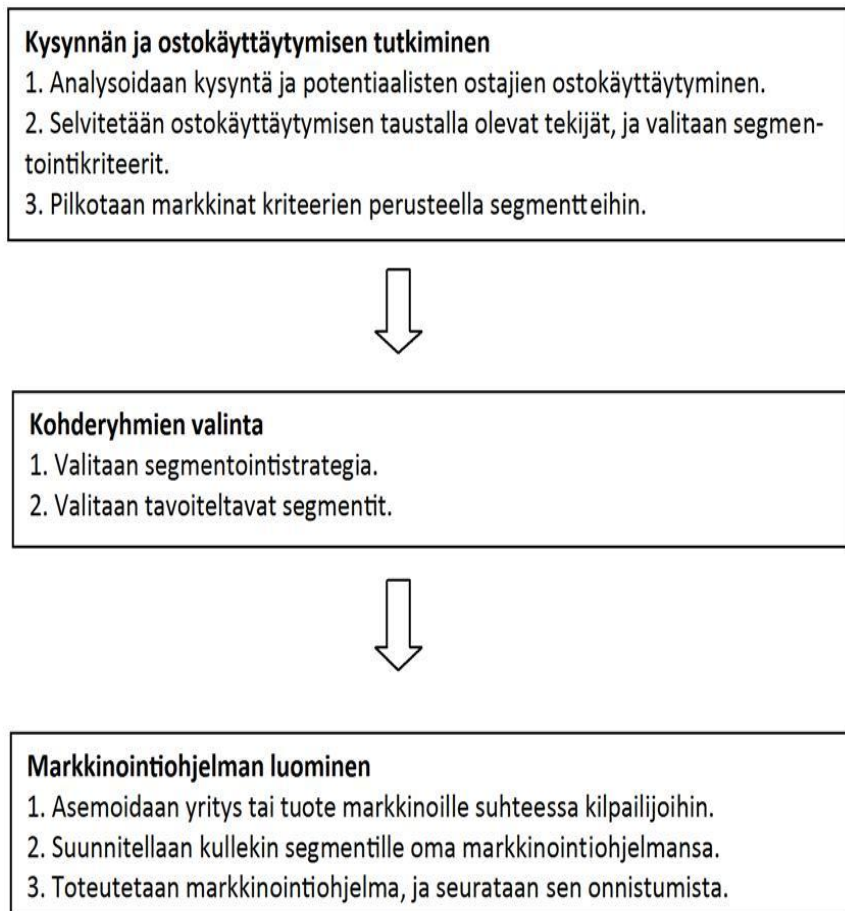 Kysynnän ja ostokäyttäytymisen tutkiminen
1. Analysoidaan kysyntä ja potentiaalisten ostajien ostokäyttäytyminen.
2. Selvitetään ostokäyttäytymisen taustalla olevat tekijät, ja valitaan segmen-
tointikriteerit.
3. Pilkotaan markkinat kriteerien perusteella segmentteihin.
Kohderyhmien valinta
1. Valitaan segmentointistrategia.
2. Valitaan tavoiteltavat segmentit.
Markkinointiohjelman luominen
1. Asemoidaan yritys tai tuote markkinoille suhteessa kilpailijoihin.
2. Suunnitellaan kullekin segmentille oma markkinointiohjelmansa.
3. Toteutetaan markkinointiohjelma, ja seurataan sen onnistumista.